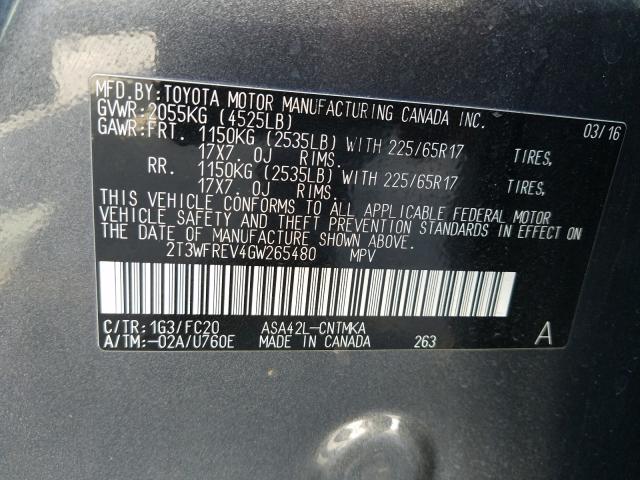 MFD.BY:TOYOTA MOTOR MANUFACTURING CANADA INC.
GVWR:2055KG (4525LB) 03/16
GAWR:FRT. 1150KG (2535LB) WITH 225/65R17 TIRES,
17X7.0J RIMS.
RR. 1150KG (2535LB) WITH 225/65R17 TIRES,
17X7.0J RIMS.
THIS VEHICLE CONFORMS TO ALL APPLICABLE FEDERAL MOTOR
VEHICLE SAFETY AND THEFT PREVENTION STANDARDS IN EFFECT ON
THE DATE OF MANUFACTURE SHOWN ABOVE.
2T3WFREV4GW265480 MPV
C/TR:1G3/FC20 ASA42L-CNTMKA
A/TM:-02A/U760E MADE IN CANADA 263 A